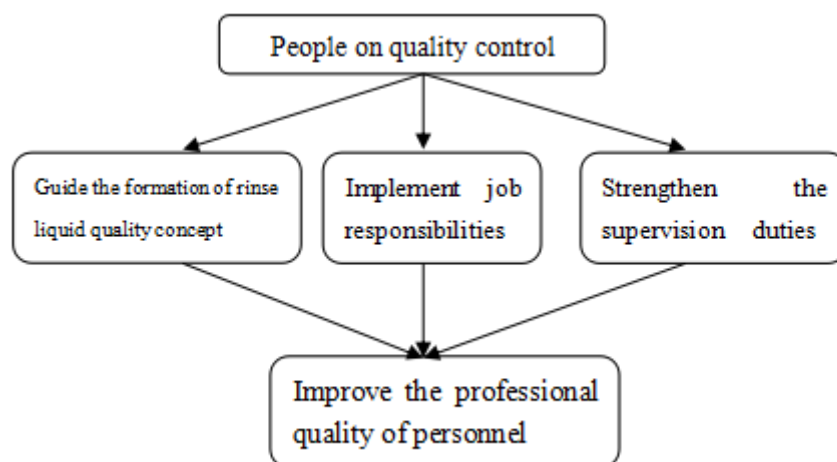 People on quality control
Guide the formation of rinse
liquid quality concept
Implement job
responsibilities
Strengthen the
supervision duties
Improve the professional
quality of personnel